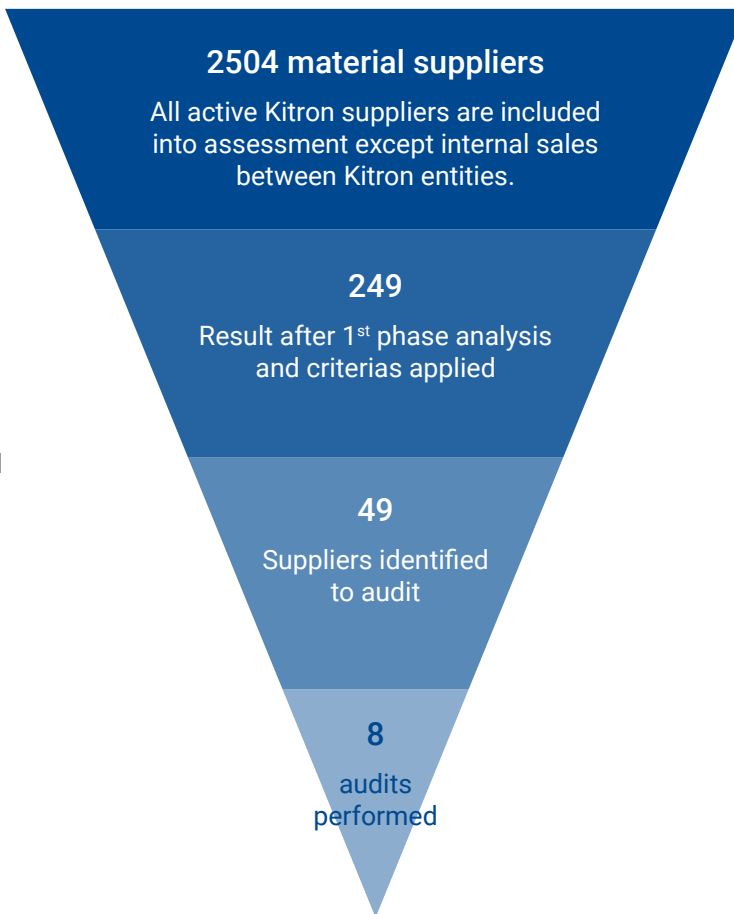 2504 material suppliers
All active Kitron suppliers are included
into assessment except internal sales
between Kitron entities.
249
Result after 1st phase analysis
and criterias applied
49
Suppliers identified
to audit
8
audits
performed